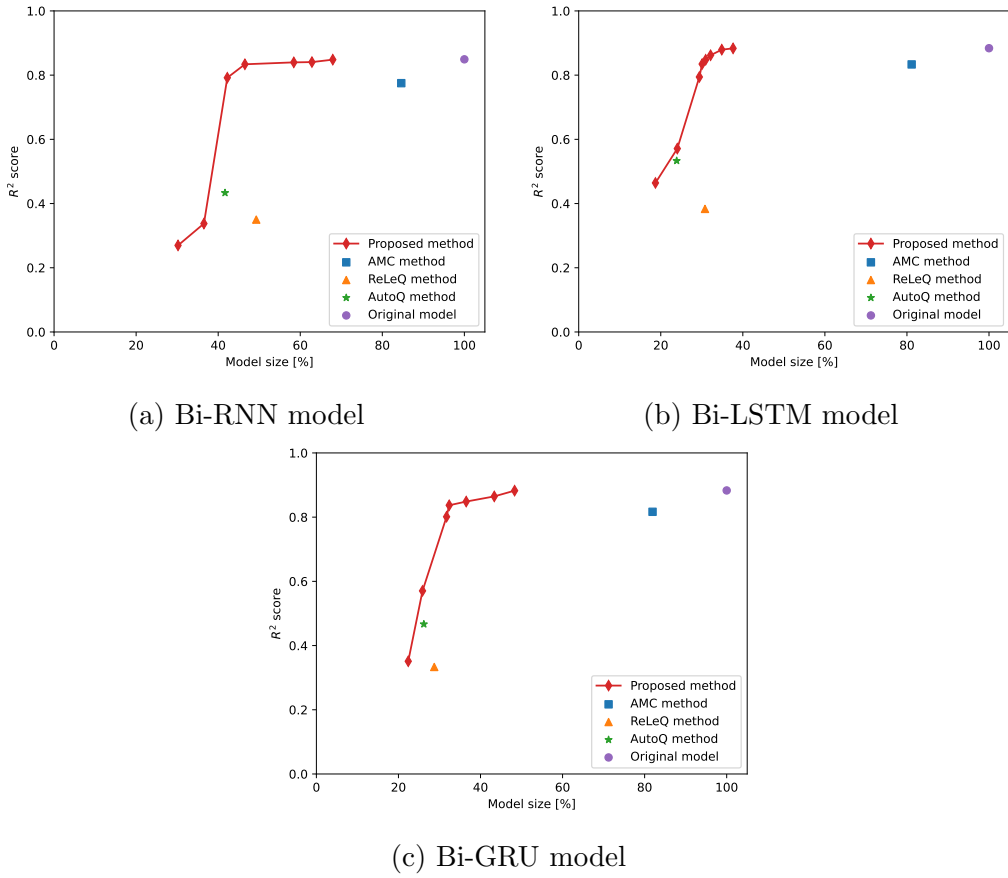 1.0
0.8
0.6
0.4
0.2
0.0
R² score
0 20 40 60 80 100
Model size [%]
Proposed method
AMC method
ReLeQ method
AutoQ method
Original model
(a) Bi-RNN model
1.0
0.8
0.6
0.4
0.2
0.0
R² score
0 20 40 60 80 100
Model size [%]
Proposed method
AMC method
ReLeQ method
AutoQ method
Original model
(b) Bi-LSTM model
1.0
0.8
0.6
0.4
0.2
0.0
R² score
0 20 40 60 80 100
Model size [%]
Proposed method
AMC method
ReLeQ method
AutoQ method
Original model
(c) Bi-GRU model